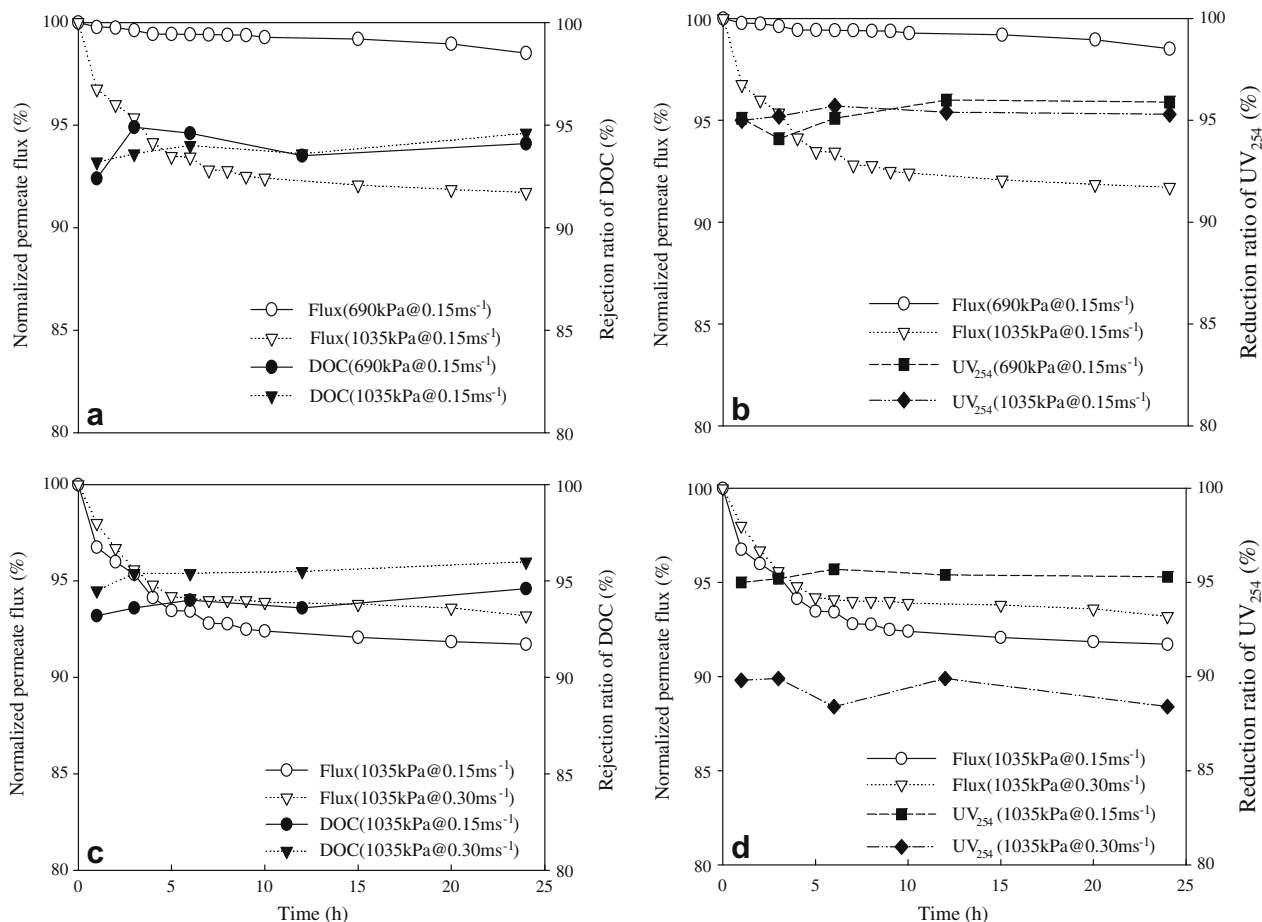 100
95
90
85
80
Normalized permeate flux (%)
100
95
90
85
80
Rejection ratio of DOC (%)
Flux(690kPa@0.15ms⁻¹)
Flux(1035kPa@0.15ms⁻¹)
DOC(690kPa@0.15ms⁻¹)
DOC(1035kPa@0.15ms⁻¹)
a
100
95
90
85
80
Normalized permeate flux (%)
100
95
90
85
80
Reduction ratio of UV₂₅₄ (%)
Flux(690kPa@0.15ms⁻¹)
Flux(1035kPa@0.15ms⁻¹)
UV₂₅₄(690kPa@0.15ms⁻¹)
UV₂₅₄(1035kPa@0.15ms⁻¹)
b
100
95
90
85
80
Normalized permeate flux (%)
100
95
90
85
80
Rejection ratio of DOC (%)
Flux(1035kPa@0.15ms⁻¹)
Flux(1035kPa@0.30ms⁻¹)
DOC(1035kPa@0.15ms⁻¹)
DOC(1035kPa@0.30ms⁻¹)
c
0 5 10 15 20 25
Time (h)
100
95
90
85
80
Normalized permeate flux (%)
100
95
90
85
80
Reduction ratio of UV₂₅₄ (%)
Flux(1035kPa@0.15ms⁻¹)
Flux(1035kPa@0.30ms⁻¹)
UV₂₅₄ (1035kPa@0.15ms⁻¹)
UV₂₅₄ (1035kPa@0.30ms⁻¹)
d
0 5 10 15 20 25
Time (h)